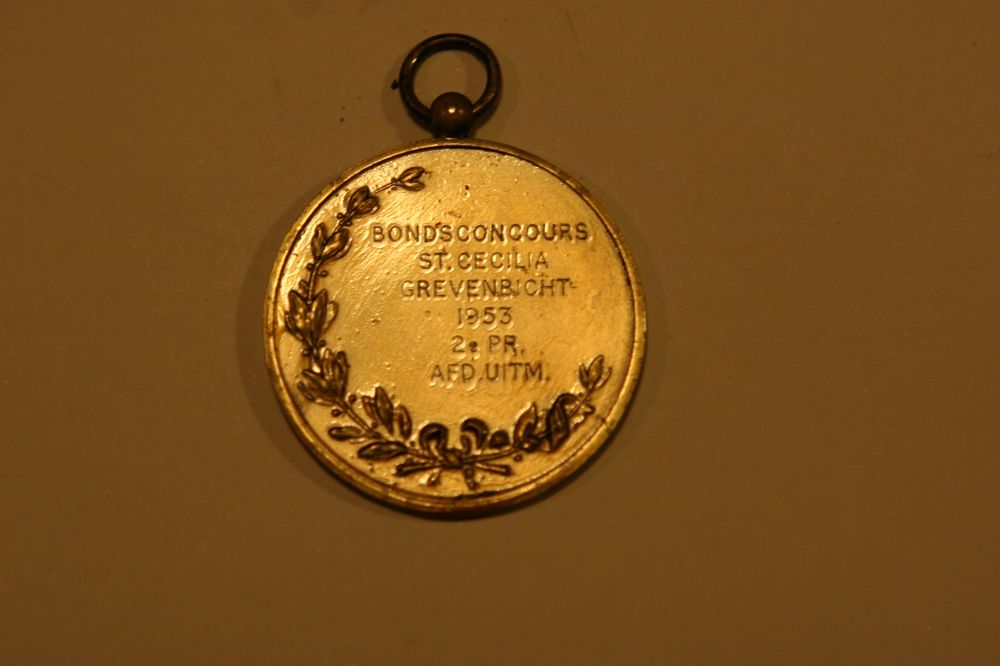 BONDSCONCOURS
ST. CECILIA
GREVENBICHT
1953
2e PR.
AFD. UITM.